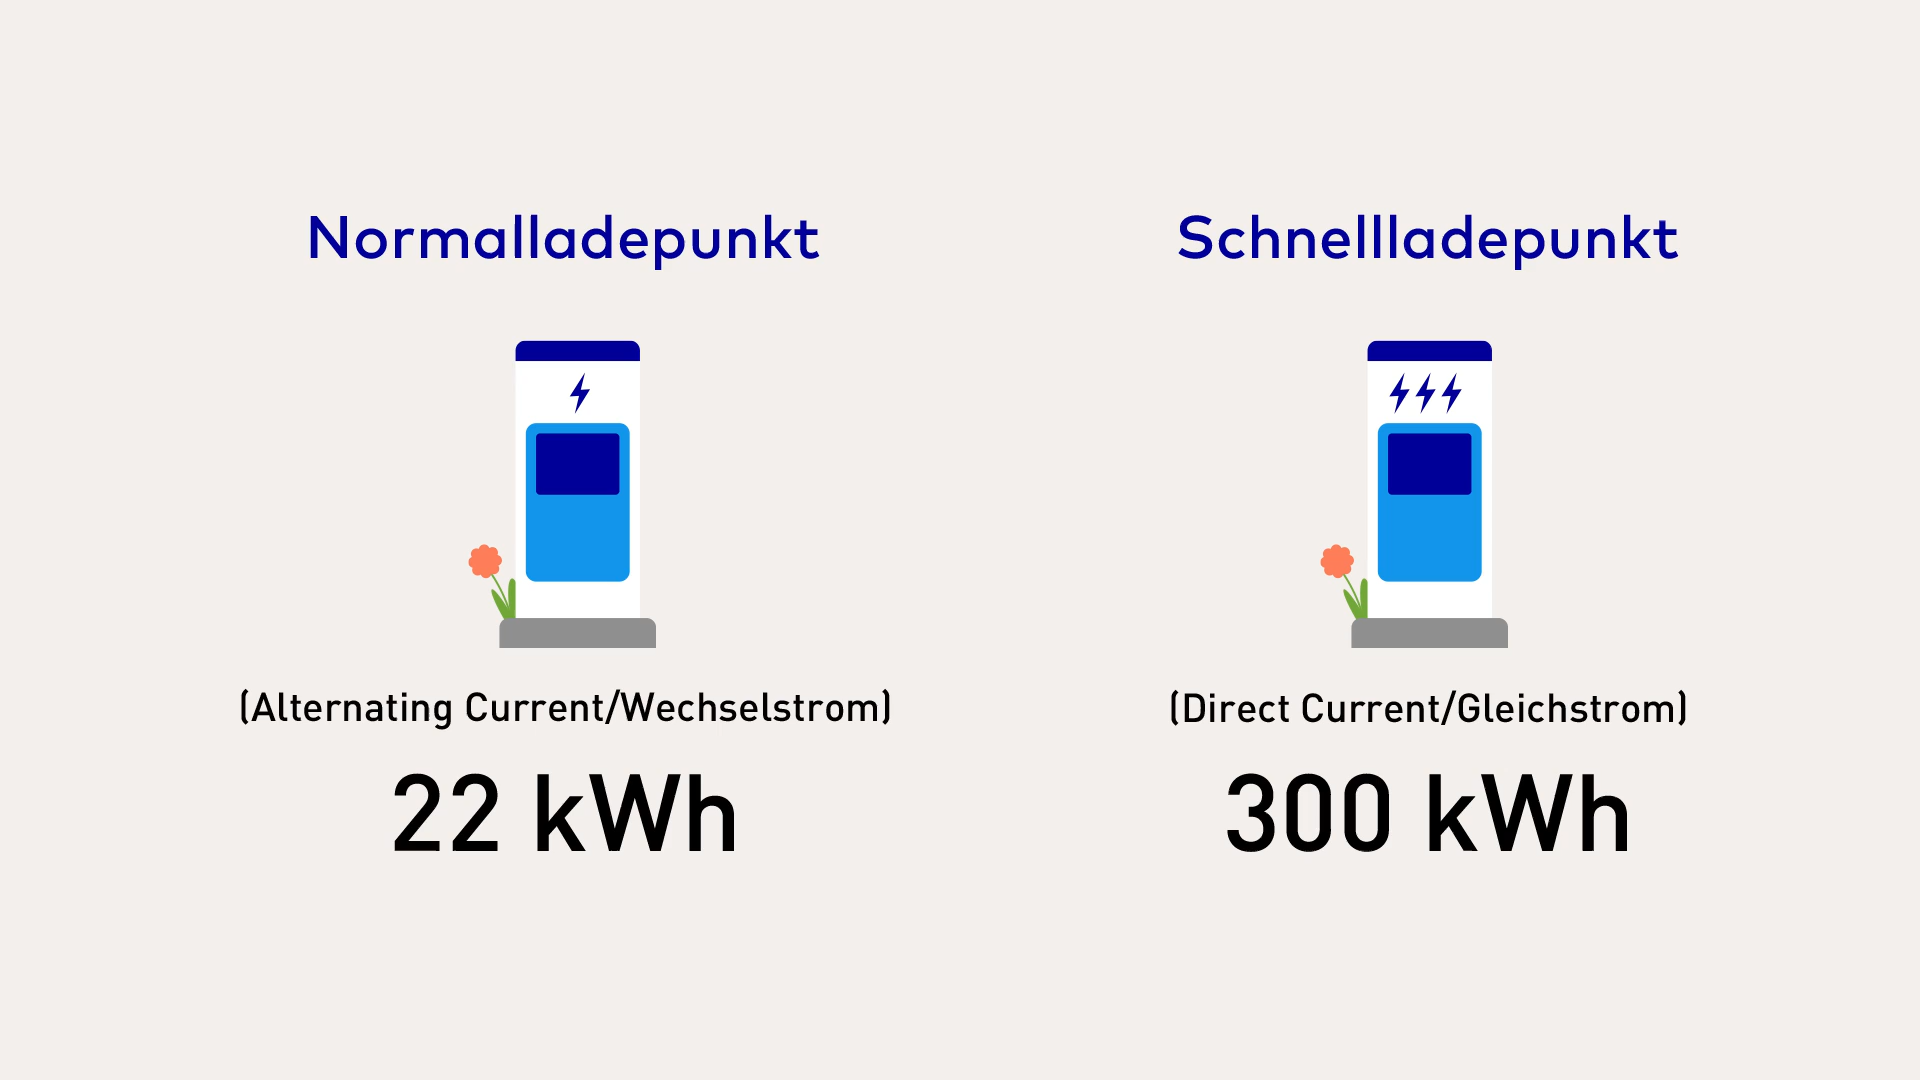 Normalladepunkt
(Alternating Current/Wechselstrom)
22 kWh
Schnellladepunkt
(Direct Current/Gleichstrom)
300 kWh